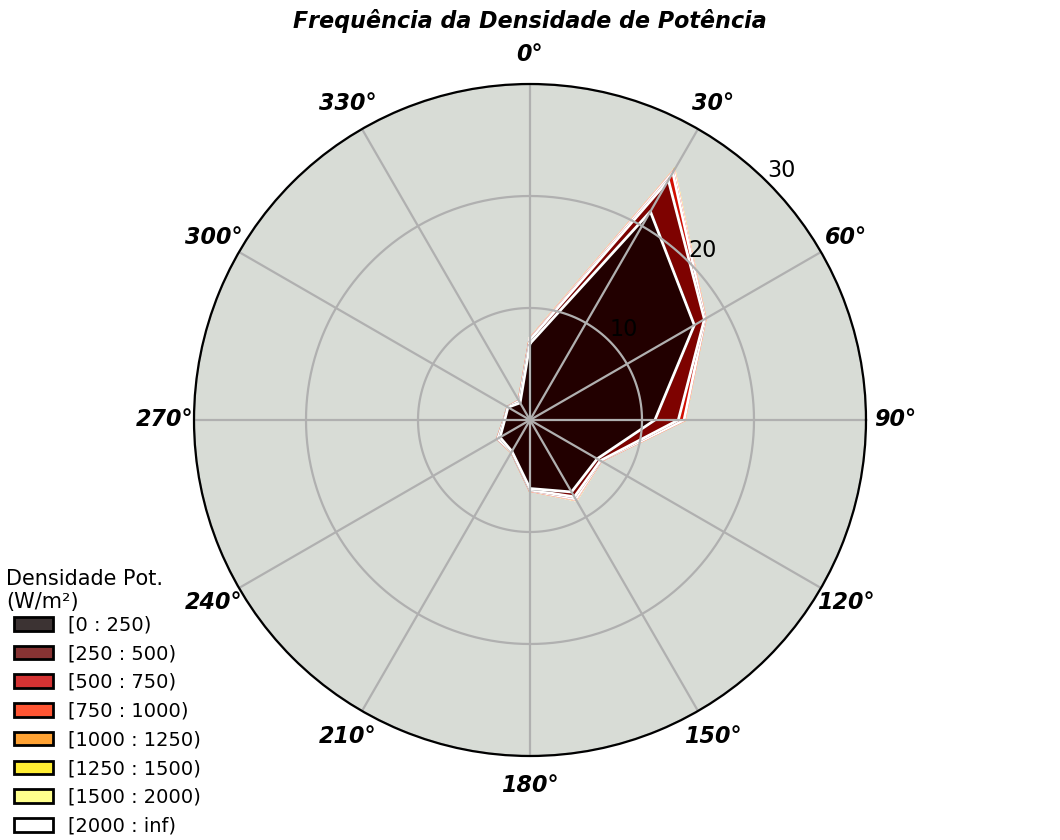 Frequência da Densidade de Potência
0°
330°
30°
30
300°
60°
20
10
270°
90°
Densidade Pot.
(W/m²)
240°
120°
[0 : 250)
[250 : 500)
[500 : 750)
[750 : 1000)
210°
150°
[1000 : 1250)
[1250 : 1500)
180°
[1500 : 2000)
[2000 : inf)